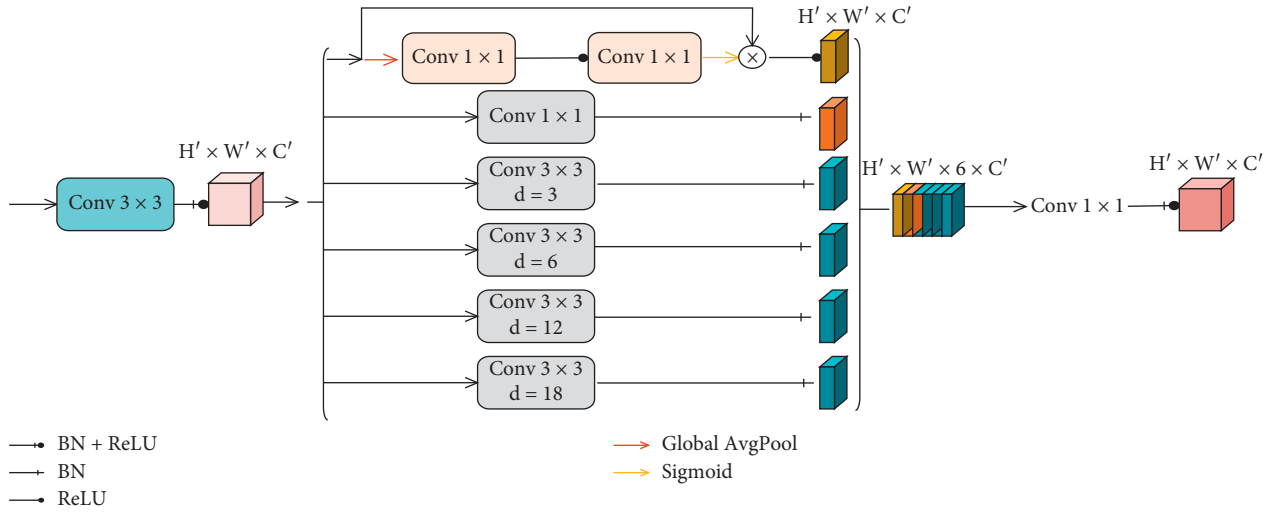 H′ × W′ × C′
Conv 1 × 1
Conv 1 × 1
×
Conv 1 × 1
H′ × W′ × C′
Conv 3 × 3
Conv 3 × 3
d = 3
H′ × W′ × 6 × C′
H′ × W′ × C′
Conv 1 × 1
Conv 3 × 3
d = 6
Conv 3 × 3
d = 12
Conv 3 × 3
d = 18
BN + ReLU
BN
ReLU
Global AvgPool
Sigmoid